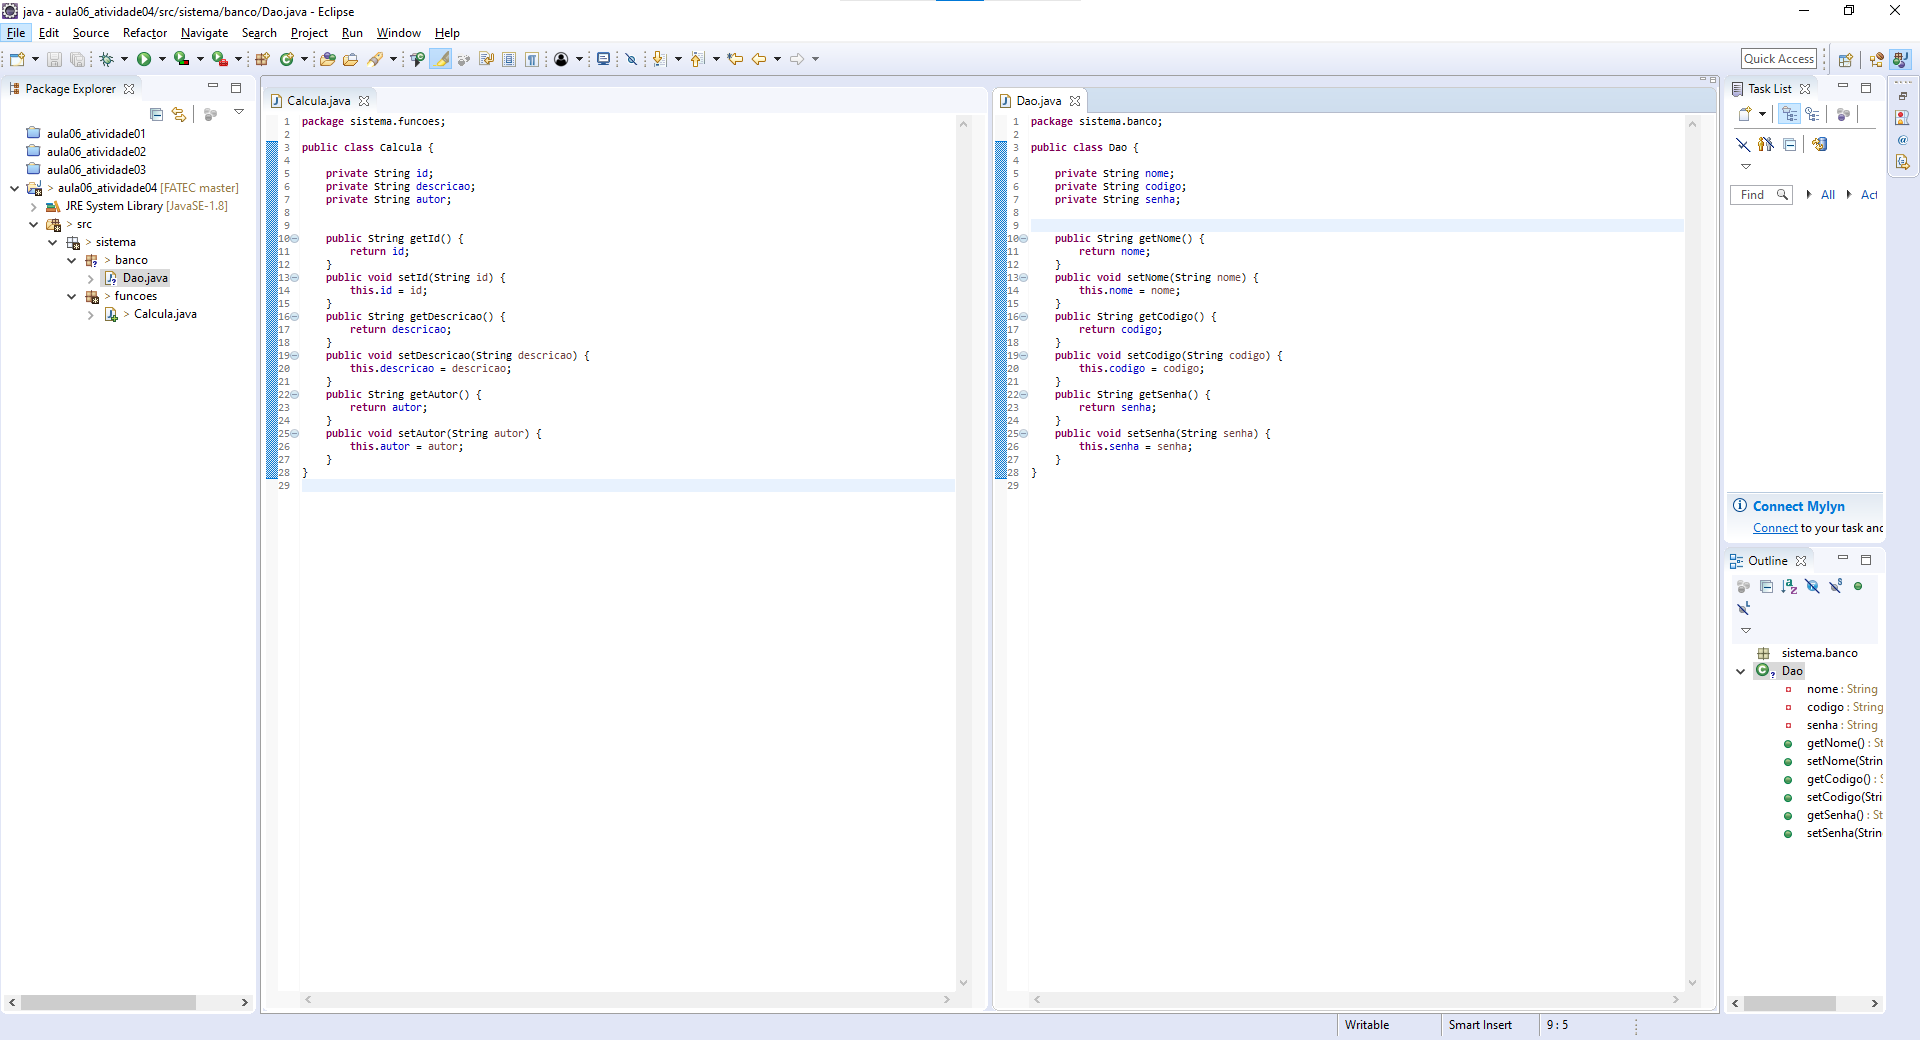 java - aula06_atividade04/src/sistema/banco/Dao.java - Eclipse
File Edit Source Refactor Navigate Search Project Run Window Help
Quick Access
Package Explorer
aula06_atividade01
aula06_atividade02
aula06_atividade03
> aula06_atividade04 [FATEC master]
JRE System Library [JavaSE-1.8]
> src
> sistema
> banco
Dao.java
> funcoes
> Calcula.java
Calcula.java
1 package sistema.funcoes;
2
3 public class Calcula {
4
5 private String id;
6 private String descricao;
7 private String autor;
8
9
10 public String getId() {
11 return id;
12 }
13 public void setId(String id) {
14 this.id = id;
15 }
16 public String getDescricao() {
17 return descricao;
18 }
19 public void setDescricao(String descricao) {
20 this.descricao = descricao;
21 }
22 public String getAutor() {
23 return autor;
24 }
25 public void setAutor(String autor) {
26 this.autor = autor;
27 }
28 }
29
Dao.java
1 package sistema.banco;
2
3 public class Dao {
4
5 private String nome;
6 private String codigo;
7 private String senha;
8
9
10 public String getNome() {
11 return nome;
12 }
13 public void setNome(String nome) {
14 this.nome = nome;
15 }
16 public String getCodigo() {
17 return codigo;
18 }
19 public void setCodigo(String codigo) {
20 this.codigo = codigo;
21 }
22 public String getSenha() {
23 return senha;
24 }
25 public void setSenha(String senha) {
26 this.senha = senha;
27 }
28 }
29
Task List
Find All Act
Connect Mylyn
Connect to your task and
Outline
sistema.banco
Dao
nome : String
codigo : String
senha : String
getNome() : St
setNome(Strin
getCodigo() : S
setCodigo(Stri
getSenha() : St
setSenha(Strin
Writable Smart Insert 9 : 5